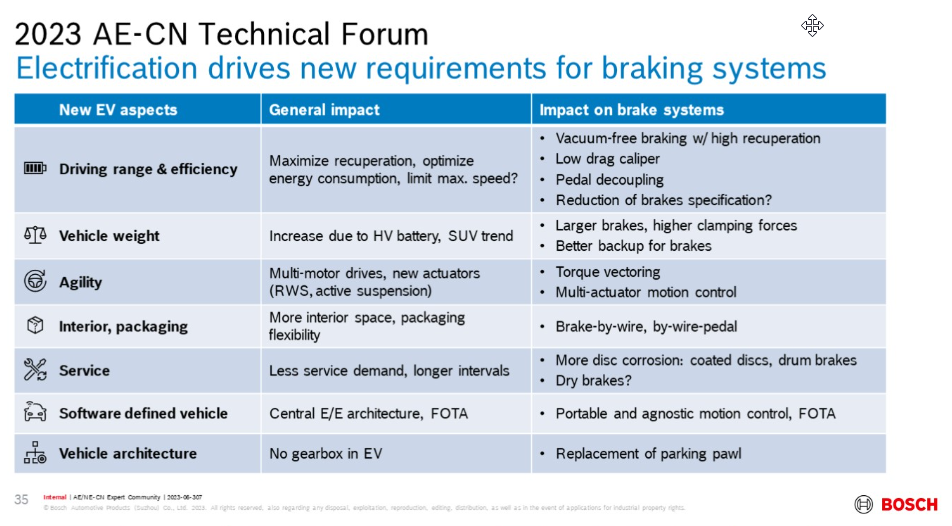 2023 AE-CN Technical Forum
Electrification drives new requirements for braking systems
New EV aspects
General impact
Impact on brake systems
Driving range & efficiency
Maximize recuperation, optimize
energy consumption, limit max. speed?
• Vacuum-free braking w/ high recuperation
• Low drag caliper
• Pedal decoupling
• Reduction of brakes specification?
Vehicle weight
Increase due to HV battery, SUV trend
• Larger brakes, higher clamping forces
• Better backup for brakes
Agility
Multi-motor drives, new actuators
(RWS, active suspension)
• Torque vectoring
• Multi-actuator motion control
Interior, packaging
More interior space, packaging
flexibility
• Brake-by-wire, by-wire-pedal
Service
Less service demand, longer intervals
• More disc corrosion: coated discs, drum brakes
• Dry brakes?
Software defined vehicle
Central E/E architecture, FOTA
• Portable and agnostic motion control, FOTA
Vehicle architecture
No gearbox in EV
• Replacement of parking pawl
35
Internal | AE/NE-CN Expert Community | 2023-06-30?
© Bosch Automotive Products (Suzhou) Co., Ltd. 2023. All rights reserved, also regarding any disposal, exploitation, reproduction, editing, distribution, as well as in the event of applications for industrial property rights.
BOSCH